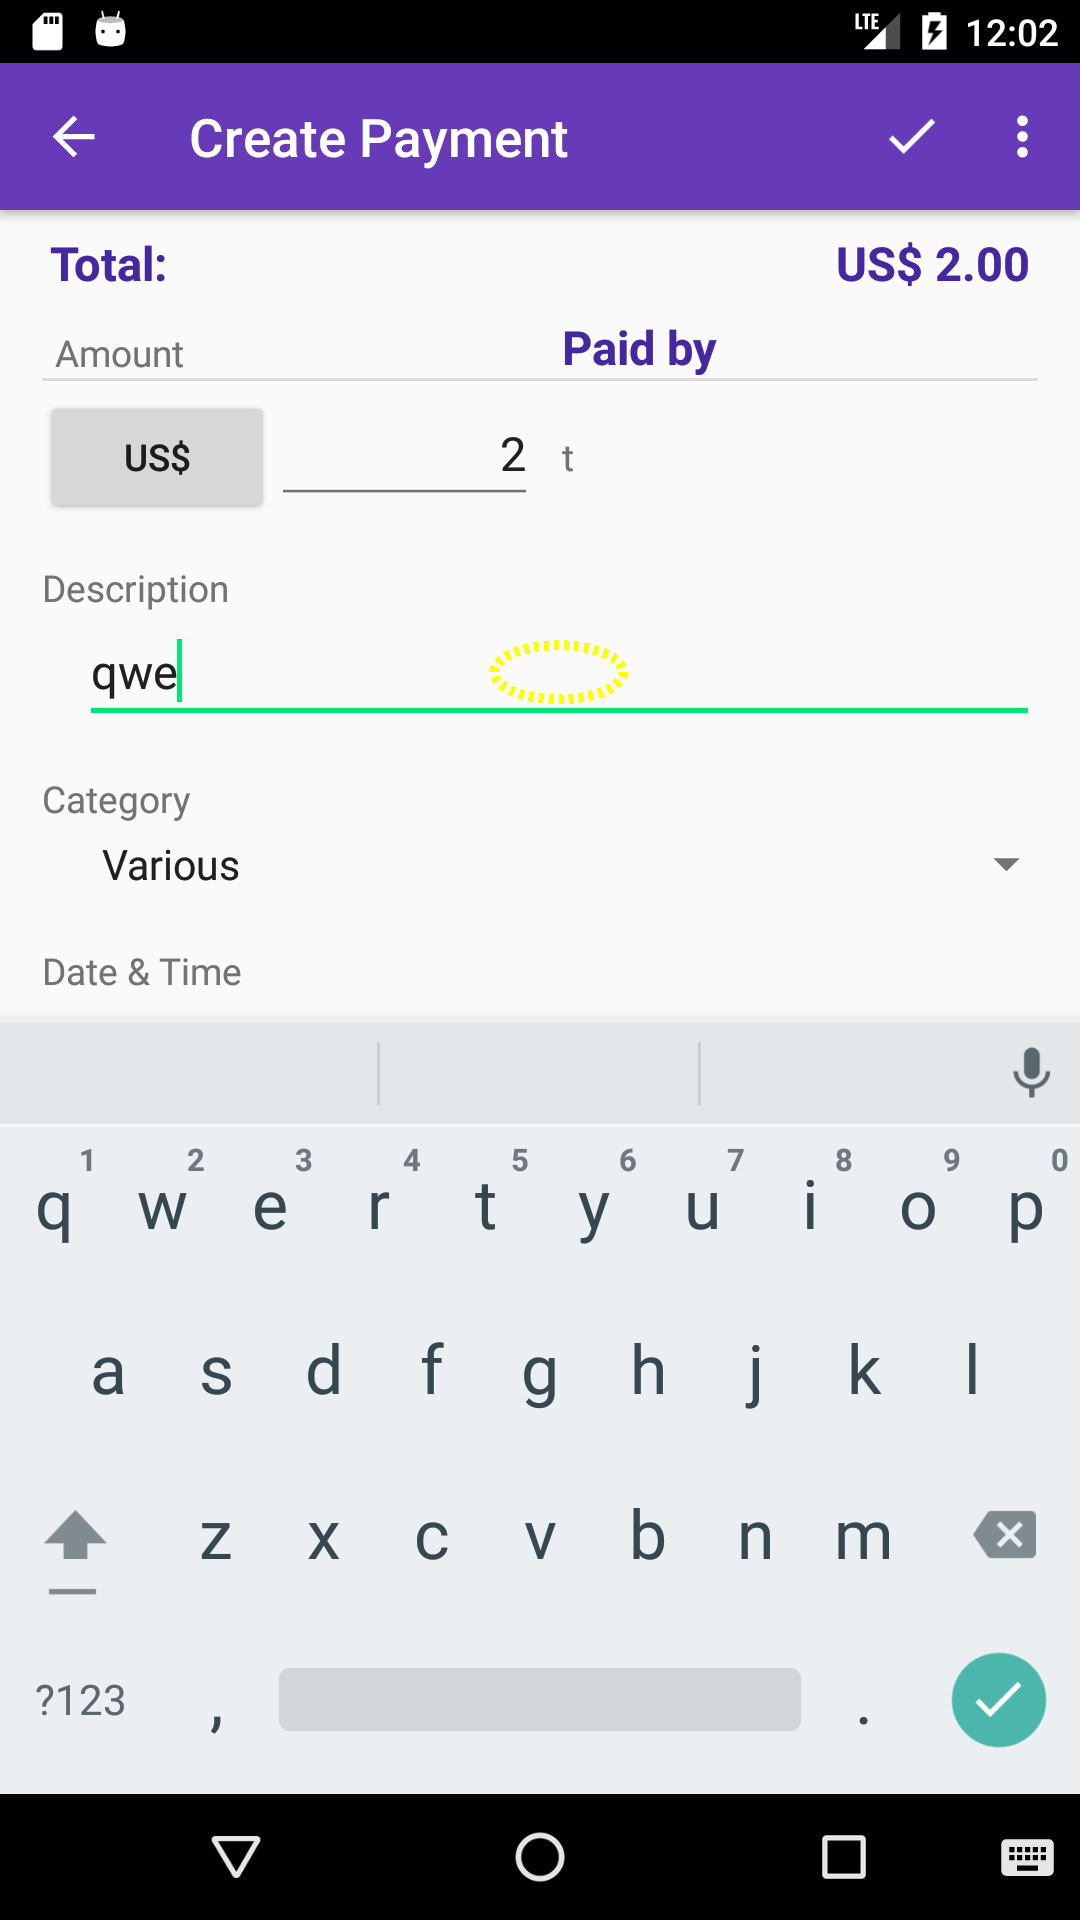 LTE 12:02
Create Payment
Total: US$ 2.00
Amount Paid by
US$ 2 t
Description
qwe
Category
Various
Date & Time
1 2 3 4 5 6 7 8 9 0
q w e r t y u i o p
a s d f g h j k l
z x c v b n m
?123 , .